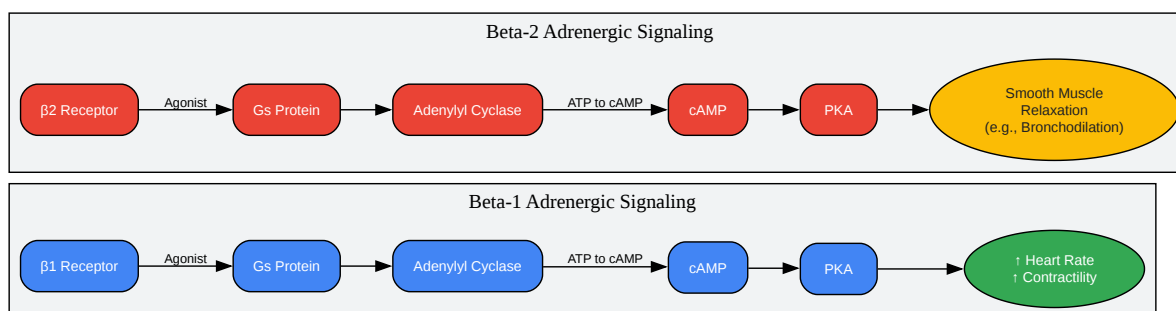 Beta-2 Adrenergic Signaling
β2 Receptor
Agonist
Gs Protein
Adenylyl Cyclase
ATP to cAMP
cAMP
PKA
Smooth Muscle
Relaxation
(e.g., Bronchodilation)
Beta-1 Adrenergic Signaling
β1 Receptor
Agonist
Gs Protein
Adenylyl Cyclase
ATP to cAMP
cAMP
PKA
↑ Heart Rate
↑ Contractility